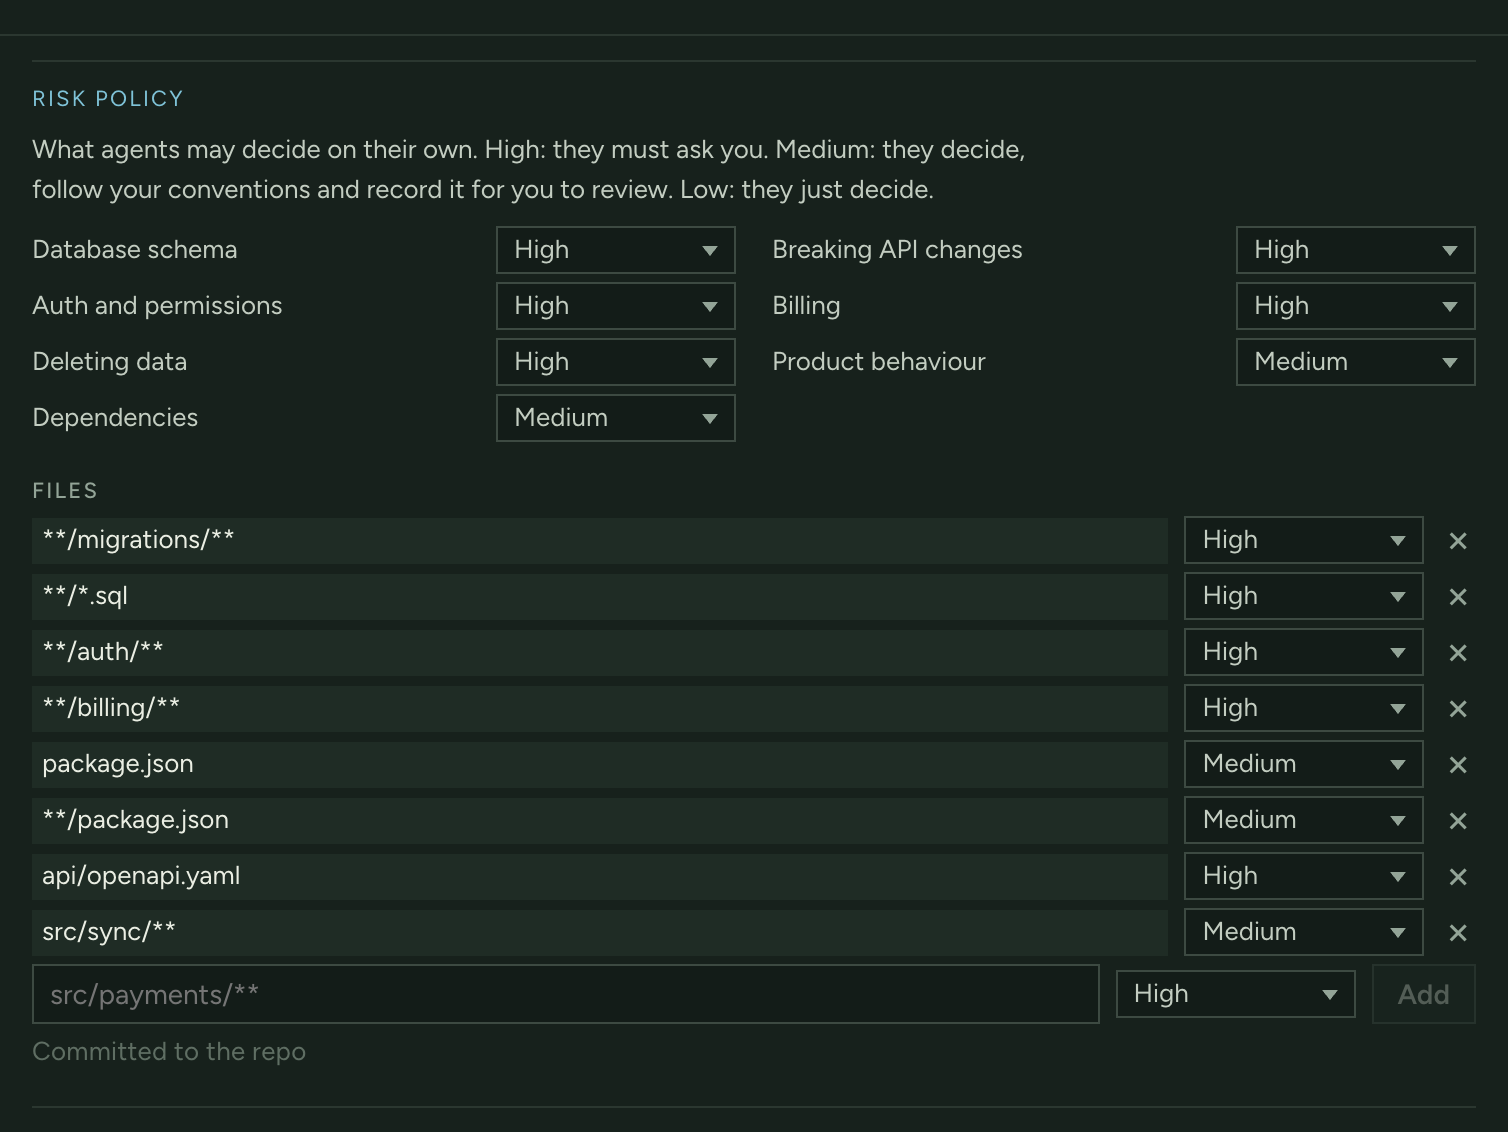 RISK POLICY
What agents may decide on their own. High: they must ask you. Medium: they decide,
follow your conventions and record it for you to review. Low: they just decide.
Database schema High Breaking API changes High
Auth and permissions High Billing High
Deleting data High Product behaviour Medium
Dependencies Medium
FILES
**/migrations/** High ×
**/*.sql High ×
**/auth/** High ×
**/billing/** High ×
package.json Medium ×
**/package.json Medium ×
api/openapi.yaml High ×
src/sync/** Medium ×
src/payments/** High Add
Committed to the repo